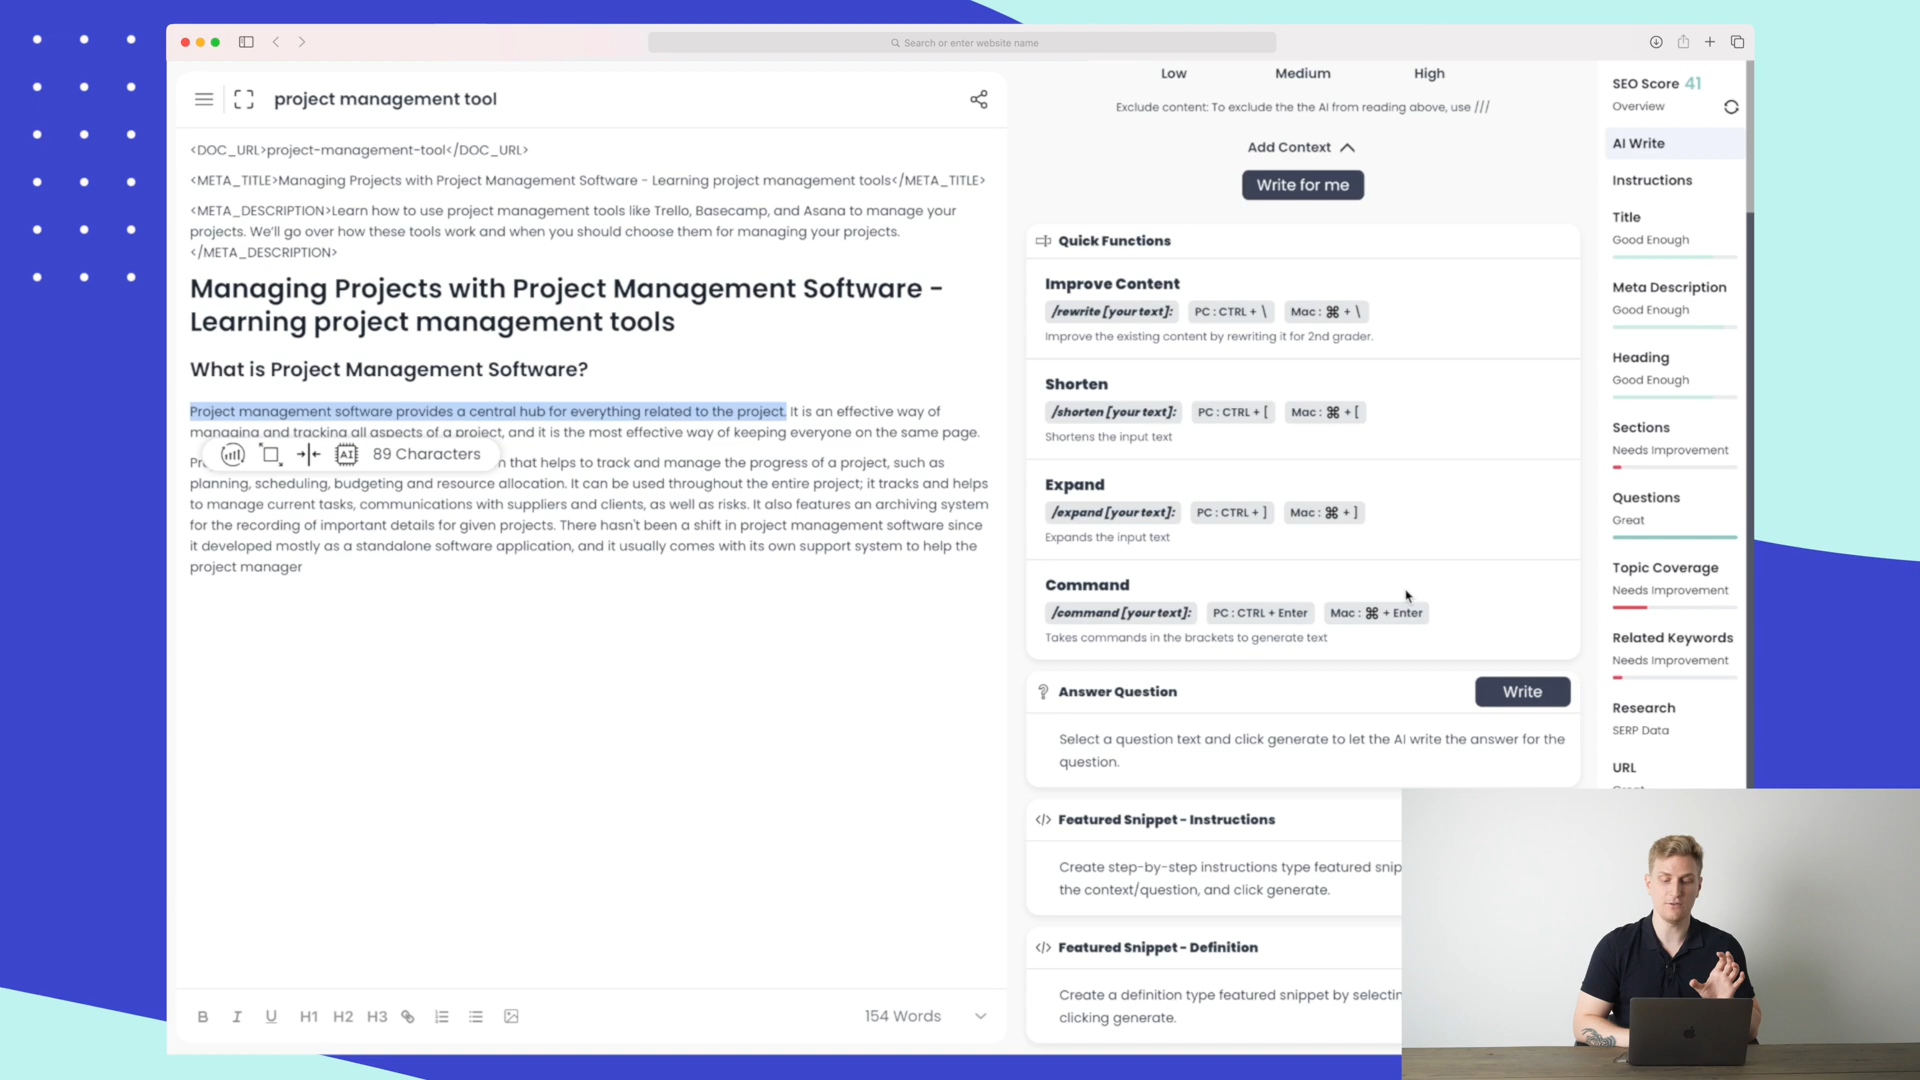 Search or enter website name
project management tool
<DOC_URL>project-management-tool</DOC_URL>
<META_TITLE>Managing Projects with Project Management Software - Learning project management tools</META_TITLE>
<META_DESCRIPTION>Learn how to use project management tools like Trello, Basecamp, and Asana to manage your
projects. We'll go over how these tools work and when you should choose them for managing your projects.
</META_DESCRIPTION>
Managing Projects with Project Management Software -
Learning project management tools
What is Project Management Software?
Project management software provides a central hub for everything related to the project. It is an effective way of
managing and tracking all aspects of a project, and it is the most effective way of keeping everyone on the same page.
AI 89 Characters
that helps to track and manage the progress of a project, such as
planning, scheduling, budgeting and resource allocation. It can be used throughout the entire project; it tracks and helps
to manage current tasks, communications with suppliers and clients, as well as risks. It also features an archiving system
for the recording of important details for given projects. There hasn't been a shift in project management software since
it developed mostly as a standalone software application, and it usually comes with its own support system to help the
project manager
B I U H1 H2 H3
154 Words
Low Medium High
Exclude content: To exclude the the AI from reading above, use ///
Add Context
Write for me
Quick Functions
Improve Content
/rewrite [your text]: PC : CTRL + \ Mac : ⌘ + \
Improve the existing content by rewriting it for 2nd grader.
Shorten
/shorten [your text]: PC : CTRL + [ Mac : ⌘ + [
Shortens the input text
Expand
/expand [your text]: PC : CTRL + ] Mac : ⌘ + ]
Expands the input text
Command
/command [your text]: PC : CTRL + Enter Mac : ⌘ + Enter
Takes commands in the brackets to generate text
? Answer Question
Write
Select a question text and click generate to let the AI write the answer for the
question.
</> Featured Snippet - Instructions
Create step-by-step instructions type featured snip
the context/question, and click generate.
</> Featured Snippet - Definition
Create a definition type featured snippet by selectin
clicking generate.
SEO Score 41
Overview
AI Write
Instructions
Title
Good Enough
Meta Description
Good Enough
Heading
Good Enough
Sections
Needs Improvement
Questions
Great
Topic Coverage
Needs Improvement
Related Keywords
Needs Improvement
Research
SERP Data
URL